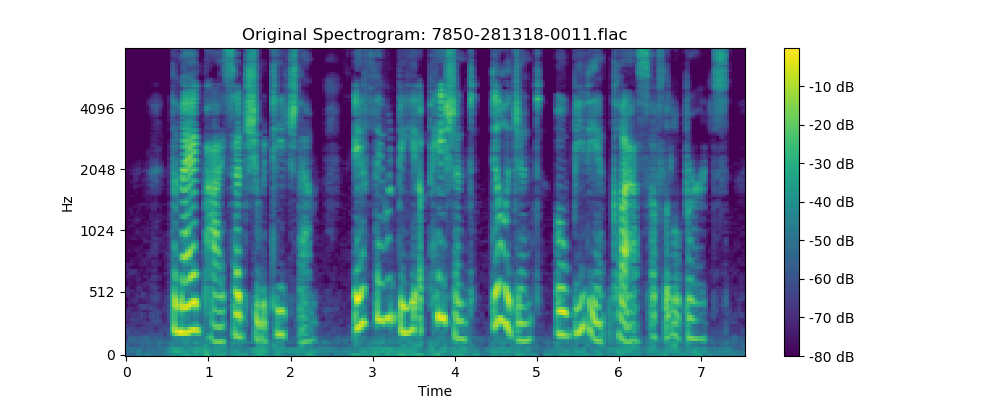 Original Spectrogram: 7850-281318-0011.flac
Hz
4096
2048
1024
512
0
0 1 2 3 4 5 6 7
Time
-10 dB
-20 dB
-30 dB
-40 dB
-50 dB
-60 dB
-70 dB
-80 dB